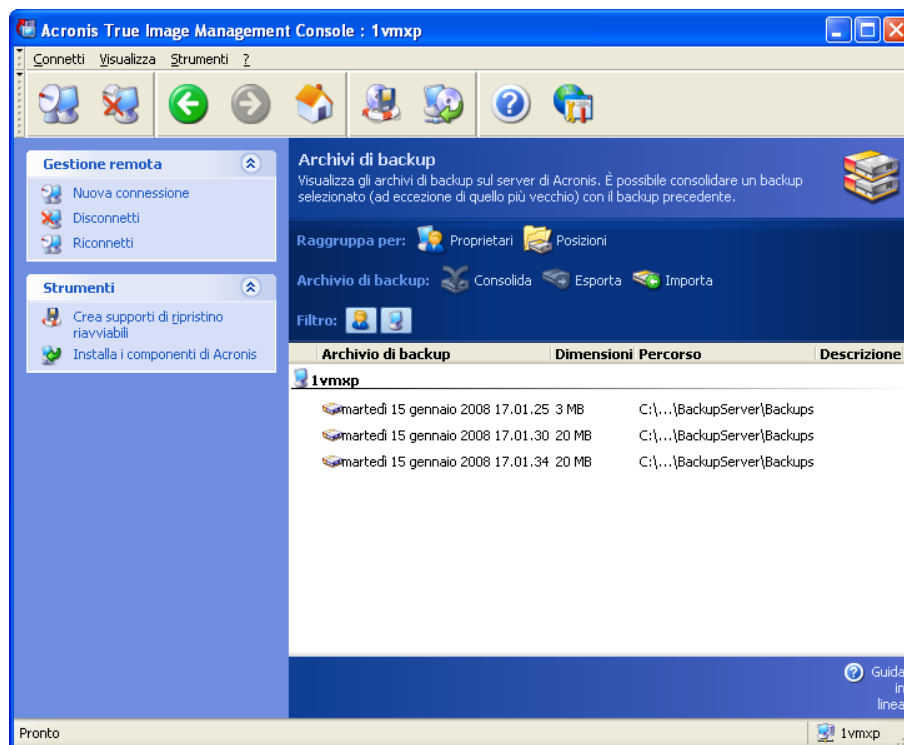 Acronis True Image Management Console : 1vmxp
Connetti Visualizza Strumenti ?
Gestione remota
Nuova connessione
Disconnetti
Riconnetti
Strumenti
Crea supporti di ripristino
riavviabili
Installa i componenti di Acronis
Archivi di backup
Visualizza gli archivi di backup sul server di Acronis. È possibile consolidare un backup
selezionato (ad eccezione di quello più vecchio) con il backup precedente.
Raggruppa per: Proprietari Posizioni
Archivio di backup: Consolida Esporta Importa
Filtro:
Archivio di backup Dimensioni Percorso Descrizione
1vmxp
martedì 15 gennaio 2008 17.01.25 3 MB C:\...\BackupServer\Backups
martedì 15 gennaio 2008 17.01.30 20 MB C:\...\BackupServer\Backups
martedì 15 gennaio 2008 17.01.34 20 MB C:\...\BackupServer\Backups
Guida
in
linea
Pronto 1vmxp